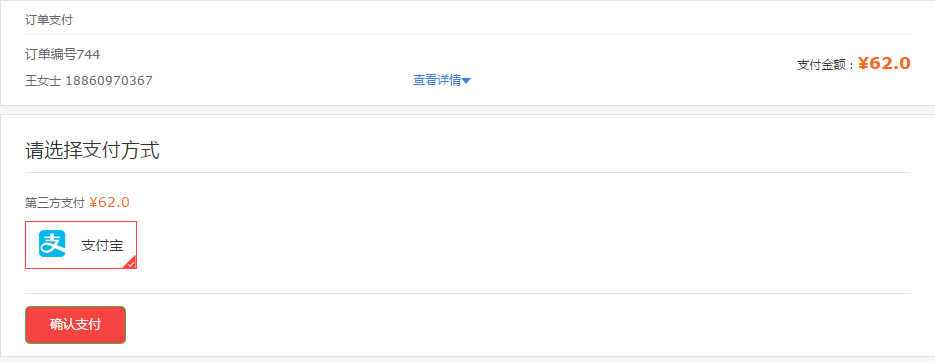 订单支付
订单编号744
王女士 18860970367
查看详情
支付金额：¥62.0
请选择支付方式
第三方支付 ¥62.0
支 支付宝
确认支付